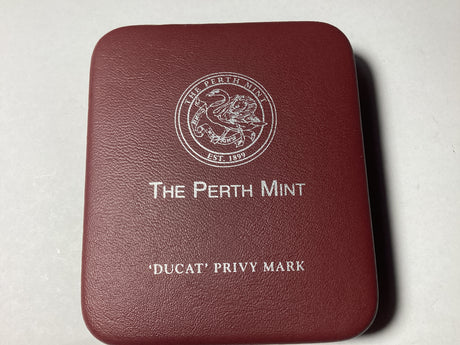 THE PERTH MINT
EST. 1899
THE PERTH MINT
'DUCAT' PRIVY MARK